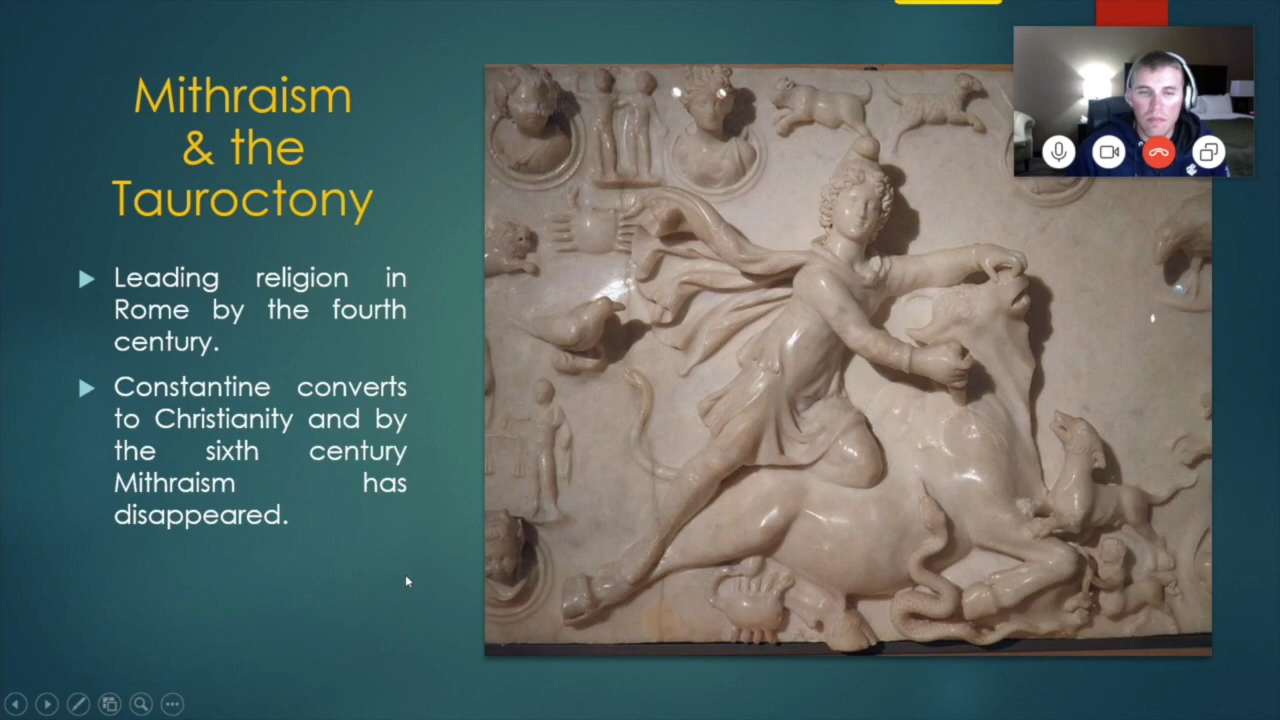 Mithraism
& the
Tauroctony
Leading religion in
Rome by the fourth
century.
Constantine converts
to Christianity and by
the sixth century
Mithraism has
disappeared.